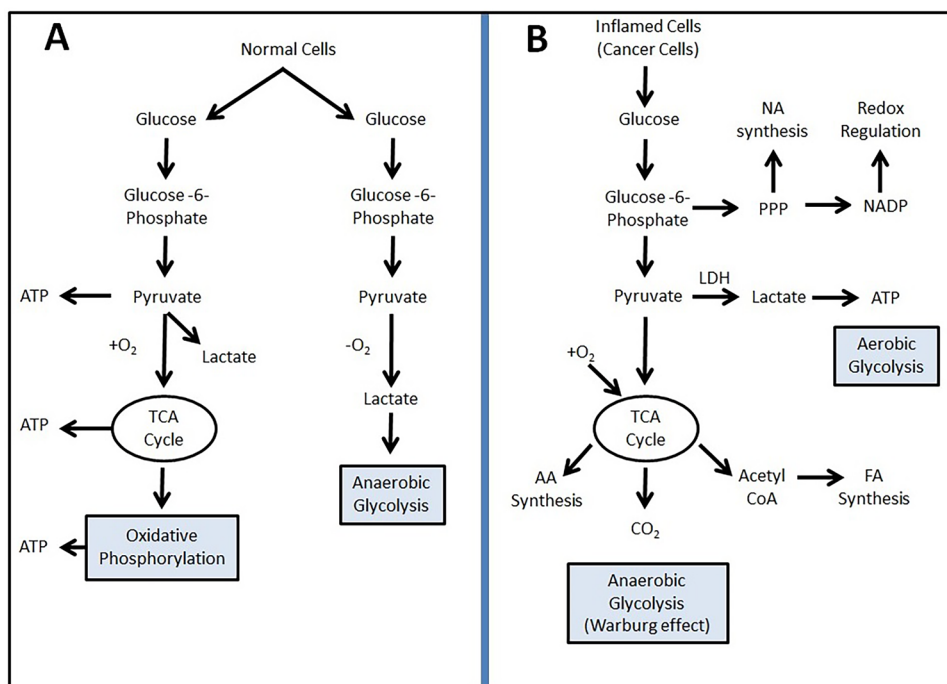 A
Normal Cells
Glucose
Glucose
Glucose -6-
Phosphate
Glucose -6-
Phosphate
ATP
Pyruvate
Pyruvate
+O₂
Lactate
-O₂
Lactate
ATP
TCA
Cycle
Anaerobic
Glycolysis
ATP
Oxidative
Phosphorylation
B
Inflamed Cells
(Cancer Cells)
Glucose
NA
synthesis
Redox
Regulation
Glucose -6-
Phosphate
PPP
NADP
Pyruvate
LDH
Lactate
ATP
Aerobic
Glycolysis
+O₂
TCA
Cycle
AA
Synthesis
CO₂
Acetyl
CoA
FA
Synthesis
Anaerobic
Glycolysis
(Warburg effect)